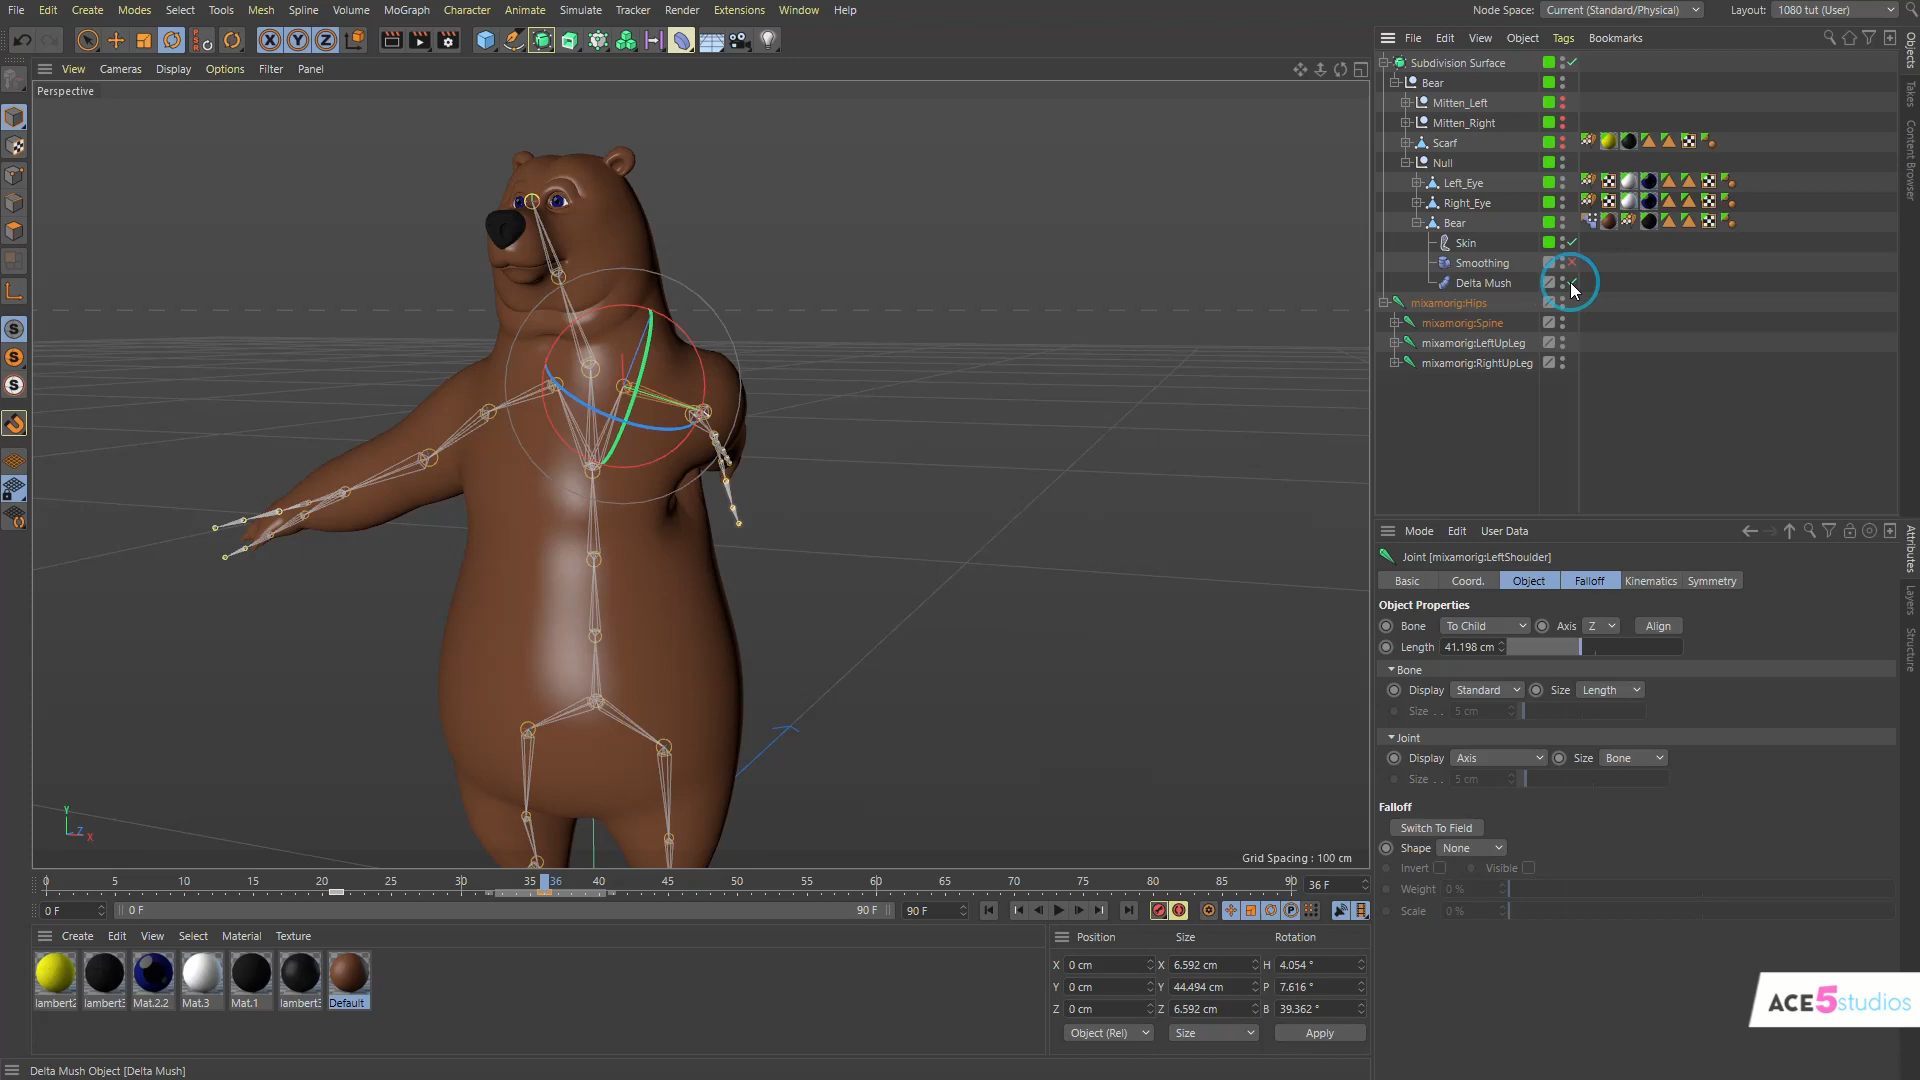 File Edit Create Modes Select Tools Mesh Spline Volume MoGraph Character Animate Simulate Tracker Render Extensions Window Help Node Space: Current (Standard/Physical) Layout: 1080 tut (User)
View Cameras Display Options Filter Panel
Perspective
Grid Spacing : 100 cm
File Edit View Object Tags Bookmarks
Subdivision Surface
Bear
Mitten_Left
Mitten_Right
Scarf
Null
Left_Eye
Right_Eye
Bear
Skin
Smoothing
Delta Mush
mixamorig:Hips
mixamorig:Spine
mixamorig:LeftUpLeg
mixamorig:RightUpLeg
Objects
Takes
Content Browser
Mode Edit User Data
Joint [mixamorig:LeftShoulder]
Basic Coord. Object Falloff Kinematics Symmetry
Object Properties
Bone To Child Axis Z Align
Length 41.198 cm
Bone
Display Standard Size Length
Size . . 5 cm
Joint
Display Axis Size Bone
Size . . 5 cm
Falloff
Switch To Field
Shape None
Invert Visible
Weight 0 %
Scale 0 %
Attributes
Layers
Structure
0 5 10 15 20 25 30 35 36 40 45 50 55 60 65 70 75 80 85 90 36 F
0 F 0 F 90 F 90 F
Create Edit View Select Material Texture
lambert2 lambert3 Mat.2.2 Mat.3 Mat.1 lambert3 Default
Position Size Rotation
X 0 cm X 6.592 cm H 4.054 °
Y 0 cm Y 44.494 cm P 7.616 °
Z 0 cm Z 6.592 cm B 39.362 °
Object (Rel) Size Apply
ACE5studios
Delta Mush Object [Delta Mush]